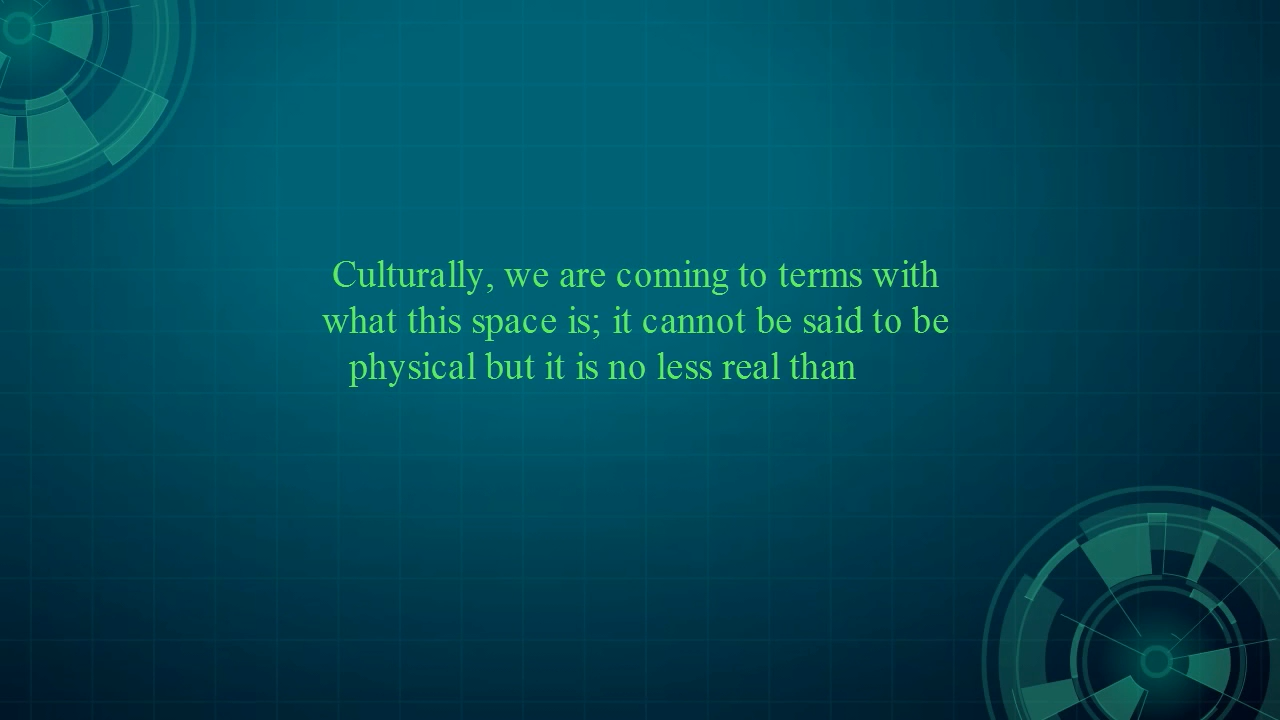 Culturally, we are coming to terms with
what this space is; it cannot be said to be
physical but it is no less real than